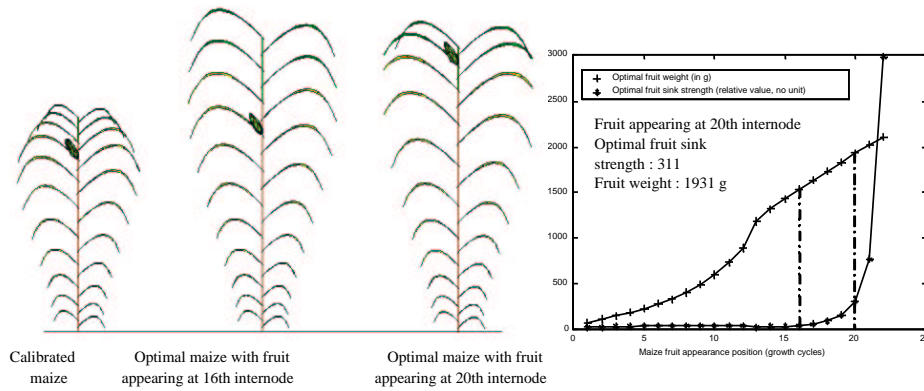 Calibrated
maize
Optimal maize with fruit
appearing at 16th internode
Optimal maize with fruit
appearing at 20th internode
3000
2500
2000
1500
1000
500
0
Optimal fruit weight (in g)
Optimal fruit sink strength (relative value, no unit)
Fruit appearing at 20th internode
Optimal fruit sink
strength : 311
Fruit weight : 1931 g
0 5 10 15 20
Maize fruit appearance position (growth cycles)